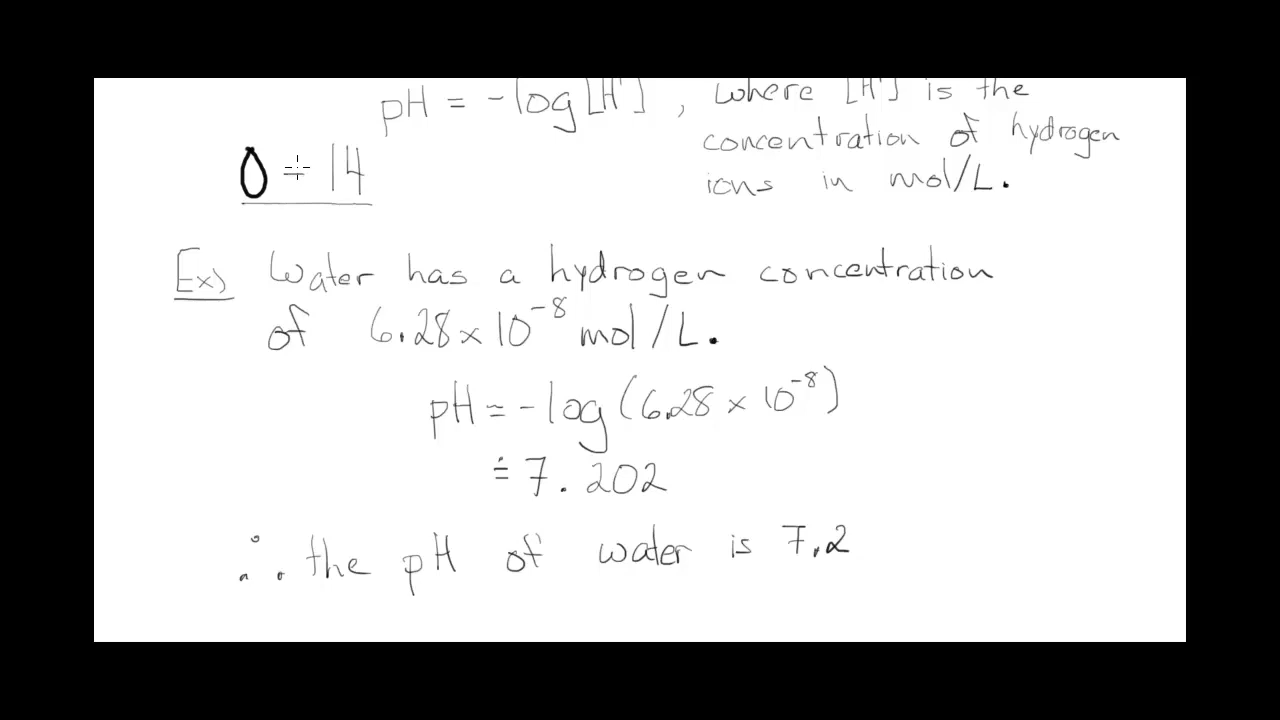 pH = -log[H⁺], where [H⁺] is the
concentration of hydrogen
0 - 14
ions in mol/L.
Ex) Water has a hydrogen concentration
of 6.28 × 10⁻⁸ mol/L.
pH = -log(6.28 × 10⁻⁸)
≐ 7.202
∴ the pH of water is 7.2